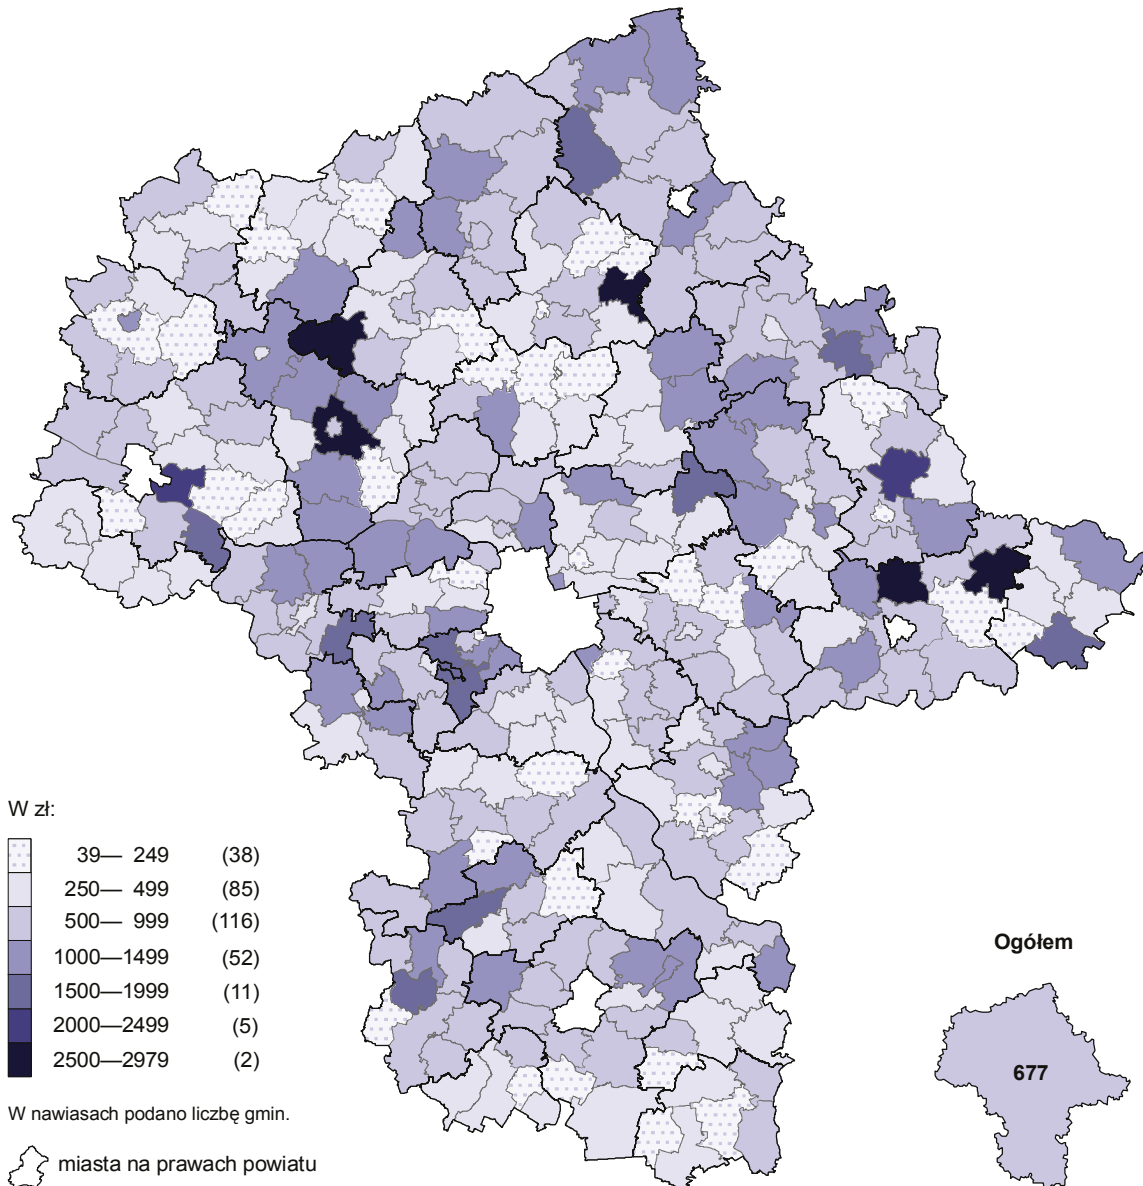 W zł:
39— 249 (38)
250— 499 (85)
500— 999 (116)
1000—1499 (52)
1500—1999 (11)
2000—2499 (5)
2500—2979 (2)
W nawiasach podano liczbę gmin.
miasta na prawach powiatu
Ogółem
677